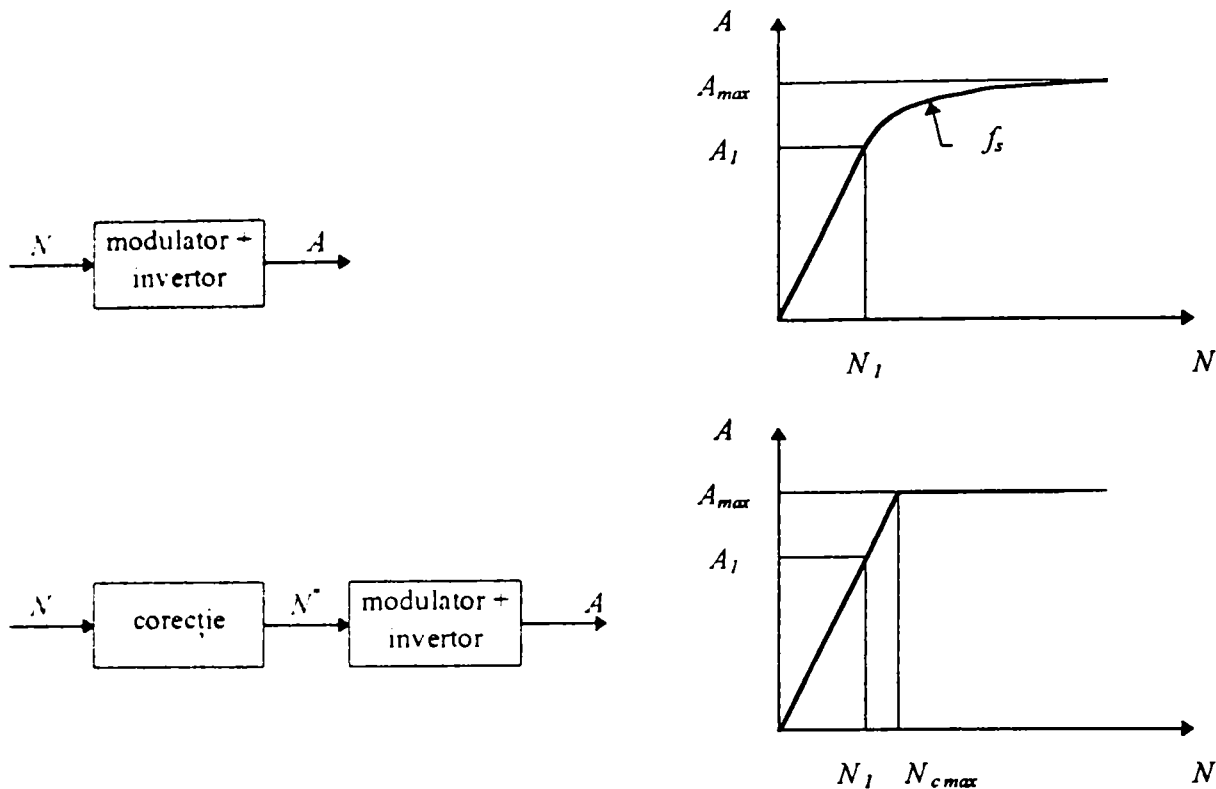 A
A_max
A_1
f_s
N_1
N
N
modulator +
invertor
A
A
A_max
A_1
N_1
N_c max
N
N
corecție
N*
modulator +
invertor
A